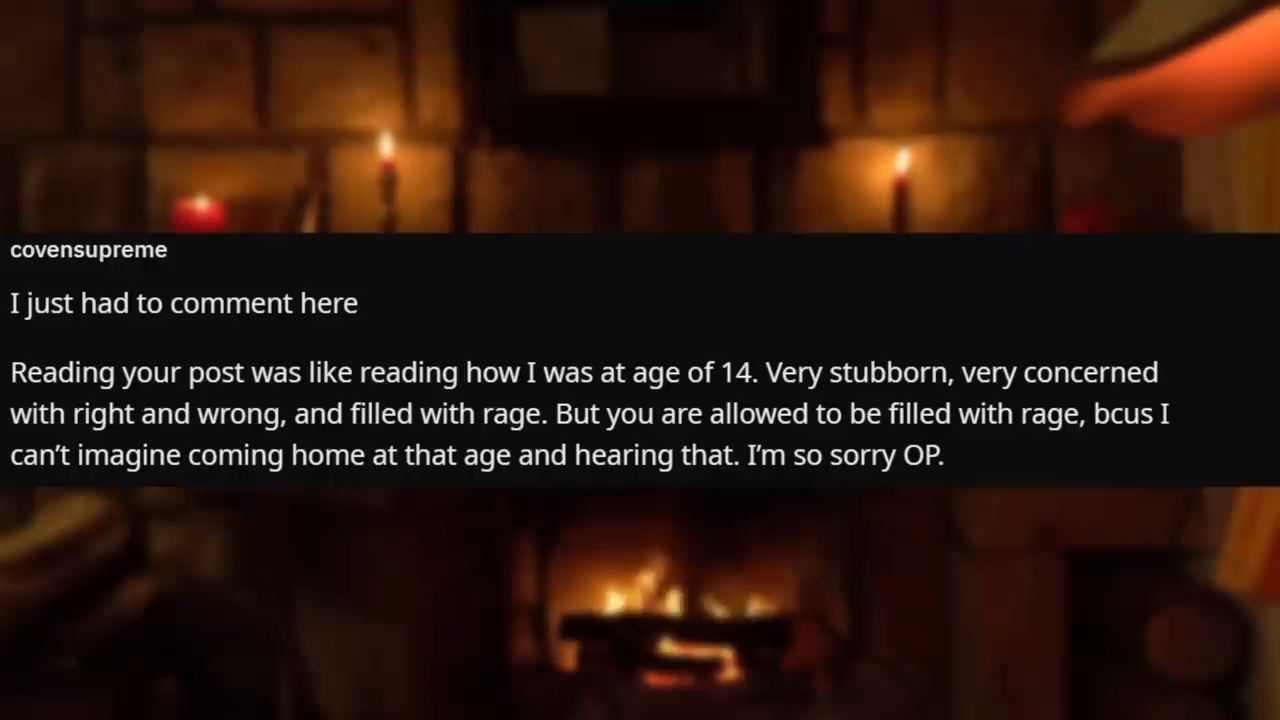 covensupreme
I just had to comment here
Reading your post was like reading how I was at age of 14. Very stubborn, very concerned
with right and wrong, and filled with rage. But you are allowed to be filled with rage, bcus I
can’t imagine coming home at that age and hearing that. I’m so sorry OP.